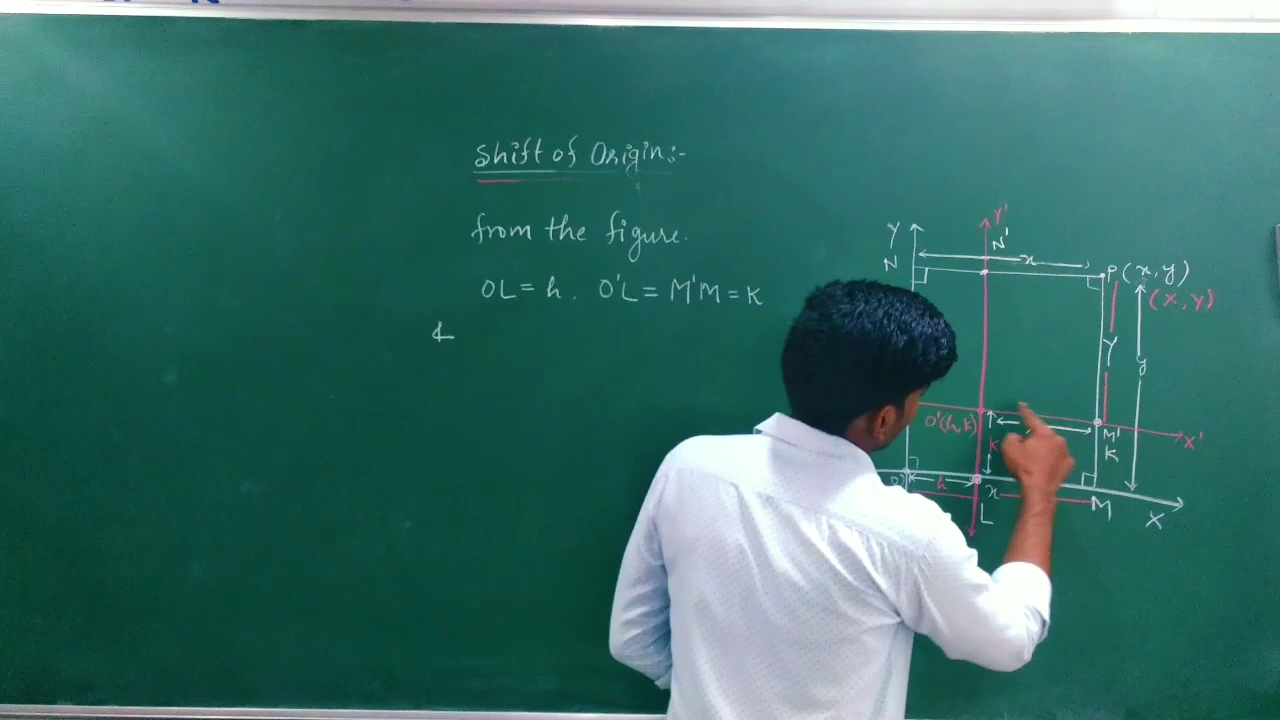 Shift of Origin:-
from the figure.
OL = h, O'L = M'M = K
&
Y
Y'
N'
N
x
P(x, y)
(X, Y)
Y
y
O'(h, k)
K
M'
K
X'
h
x
L
M
X